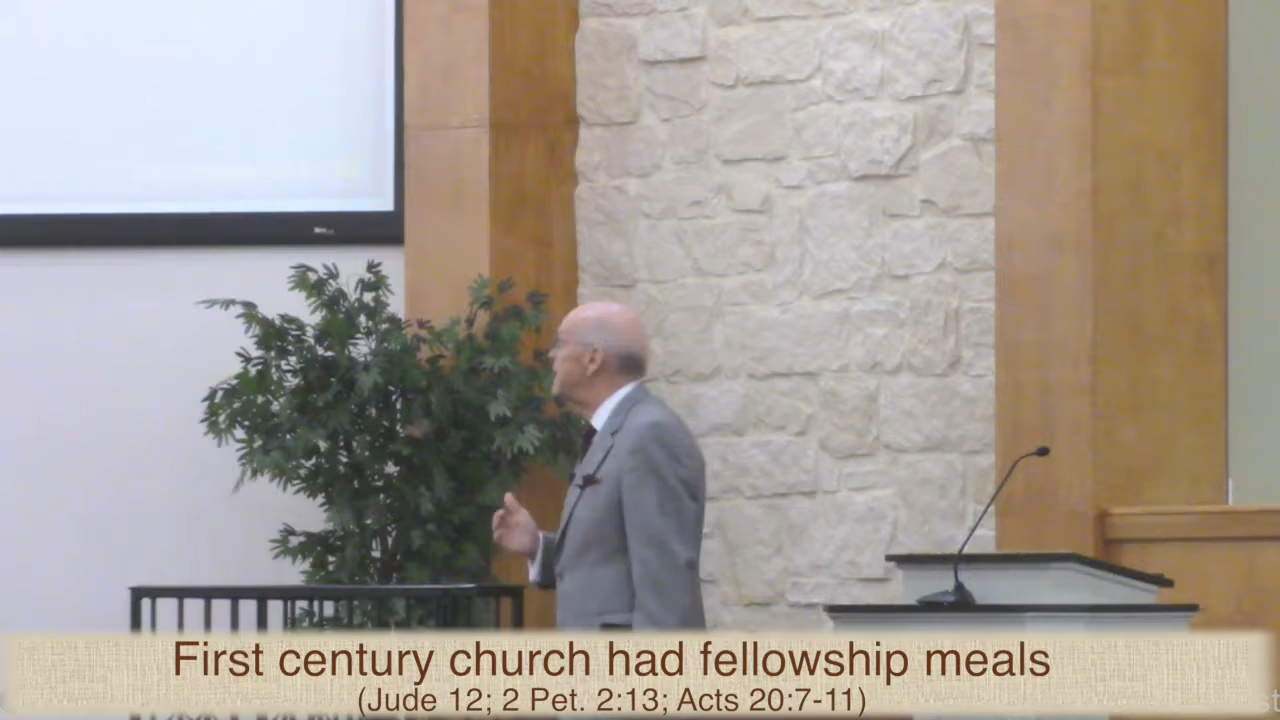 First century church had fellowship meals
(Jude 12; 2 Pet. 2:13; Acts 20:7-11)